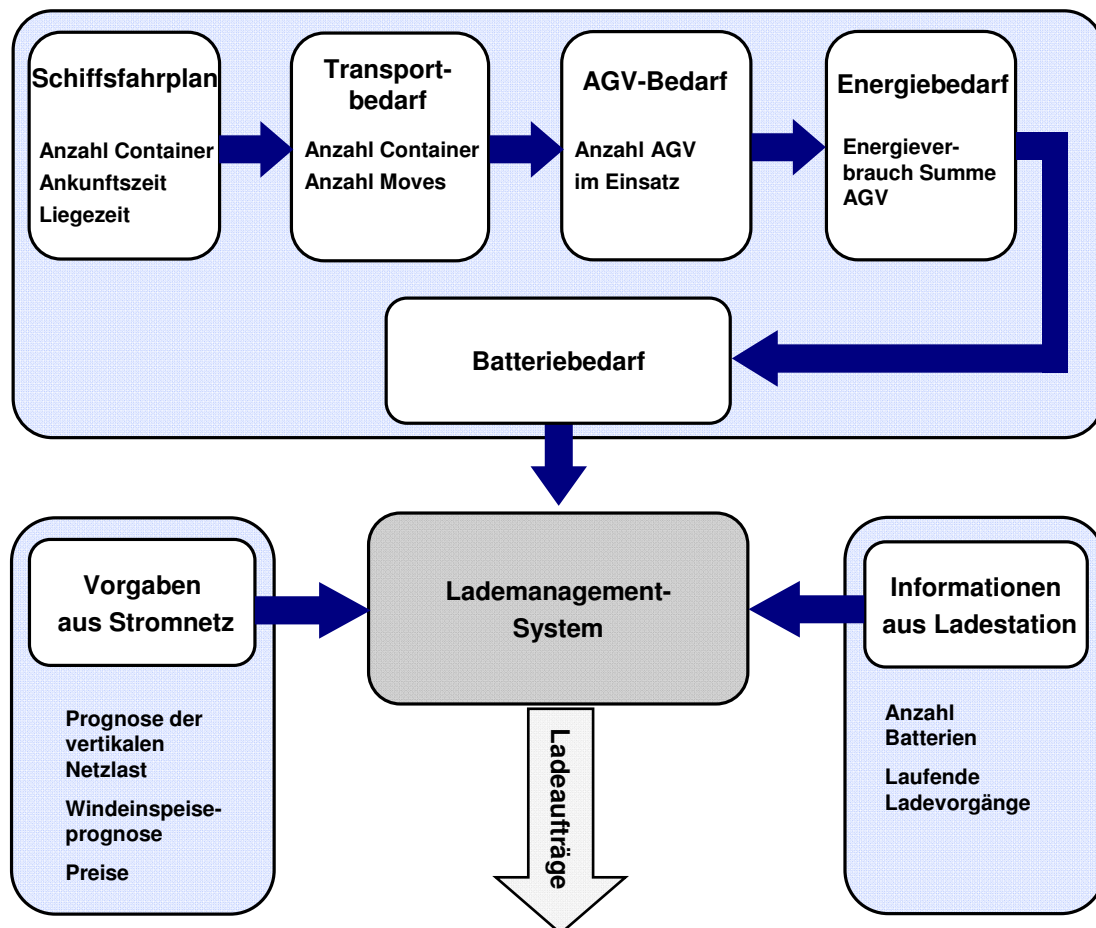 Schiffsfahrplan
Anzahl Container
Ankunftszeit
Liegezeit
Transport-
bedarf
Anzahl Container
Anzahl Moves
AGV-Bedarf
Anzahl AGV
im Einsatz
Energiebedarf
Energiever-
brauch Summe
AGV
Batteriebedarf
Vorgaben
aus Stromnetz
Prognose der
vertikalen
Netzlast
Windeinspeise-
prognose
Preise
Lademanagement-
System
Informationen
aus Ladestation
Anzahl
Batterien
Laufende
Ladevorgänge
Ladeaufträge